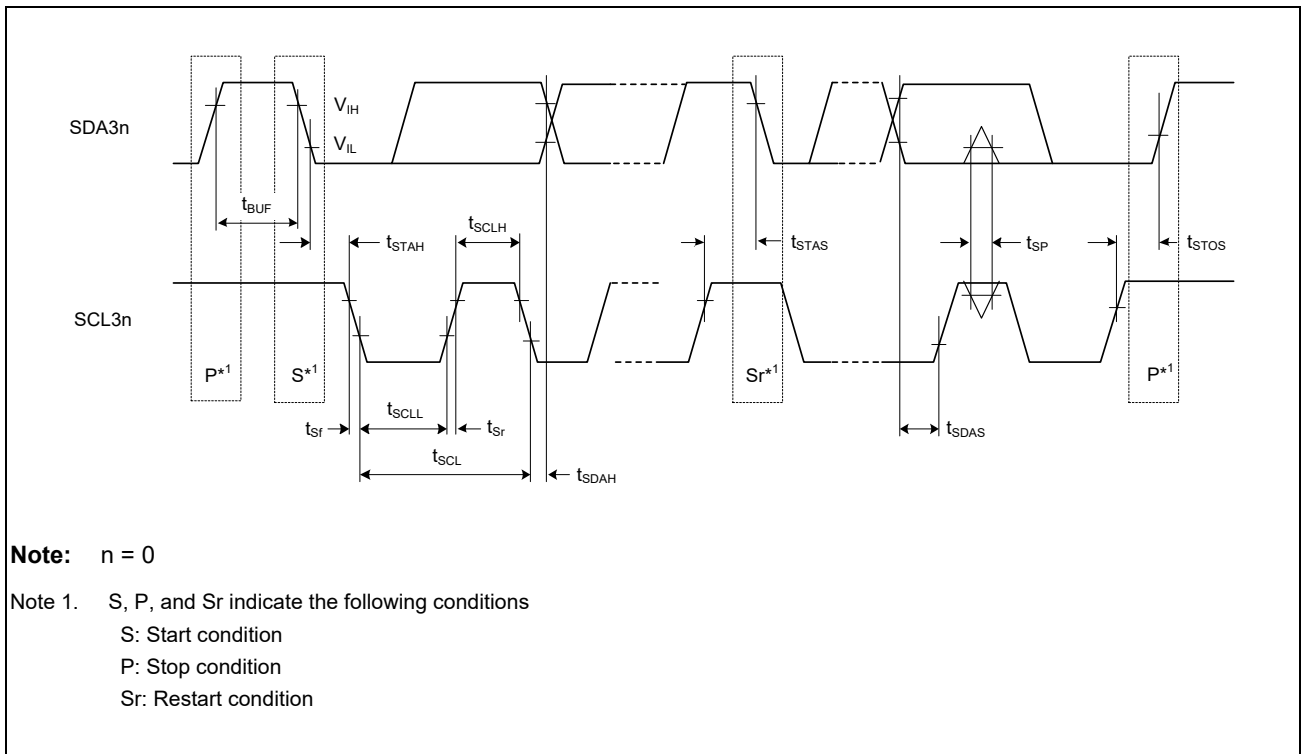 SDA3n
V_IH
V_IL
t_BUF
t_STAH
t_SCLH
t_STAS
t_SP
t_STOS
SCL3n
P*1
S*1
Sr*1
P*1
t_Sf
t_SCLL
t_Sr
t_SDAS
t_SCL
t_SDAH
Note: n = 0
Note 1. S, P, and Sr indicate the following conditions
S: Start condition
P: Stop condition
Sr: Restart condition